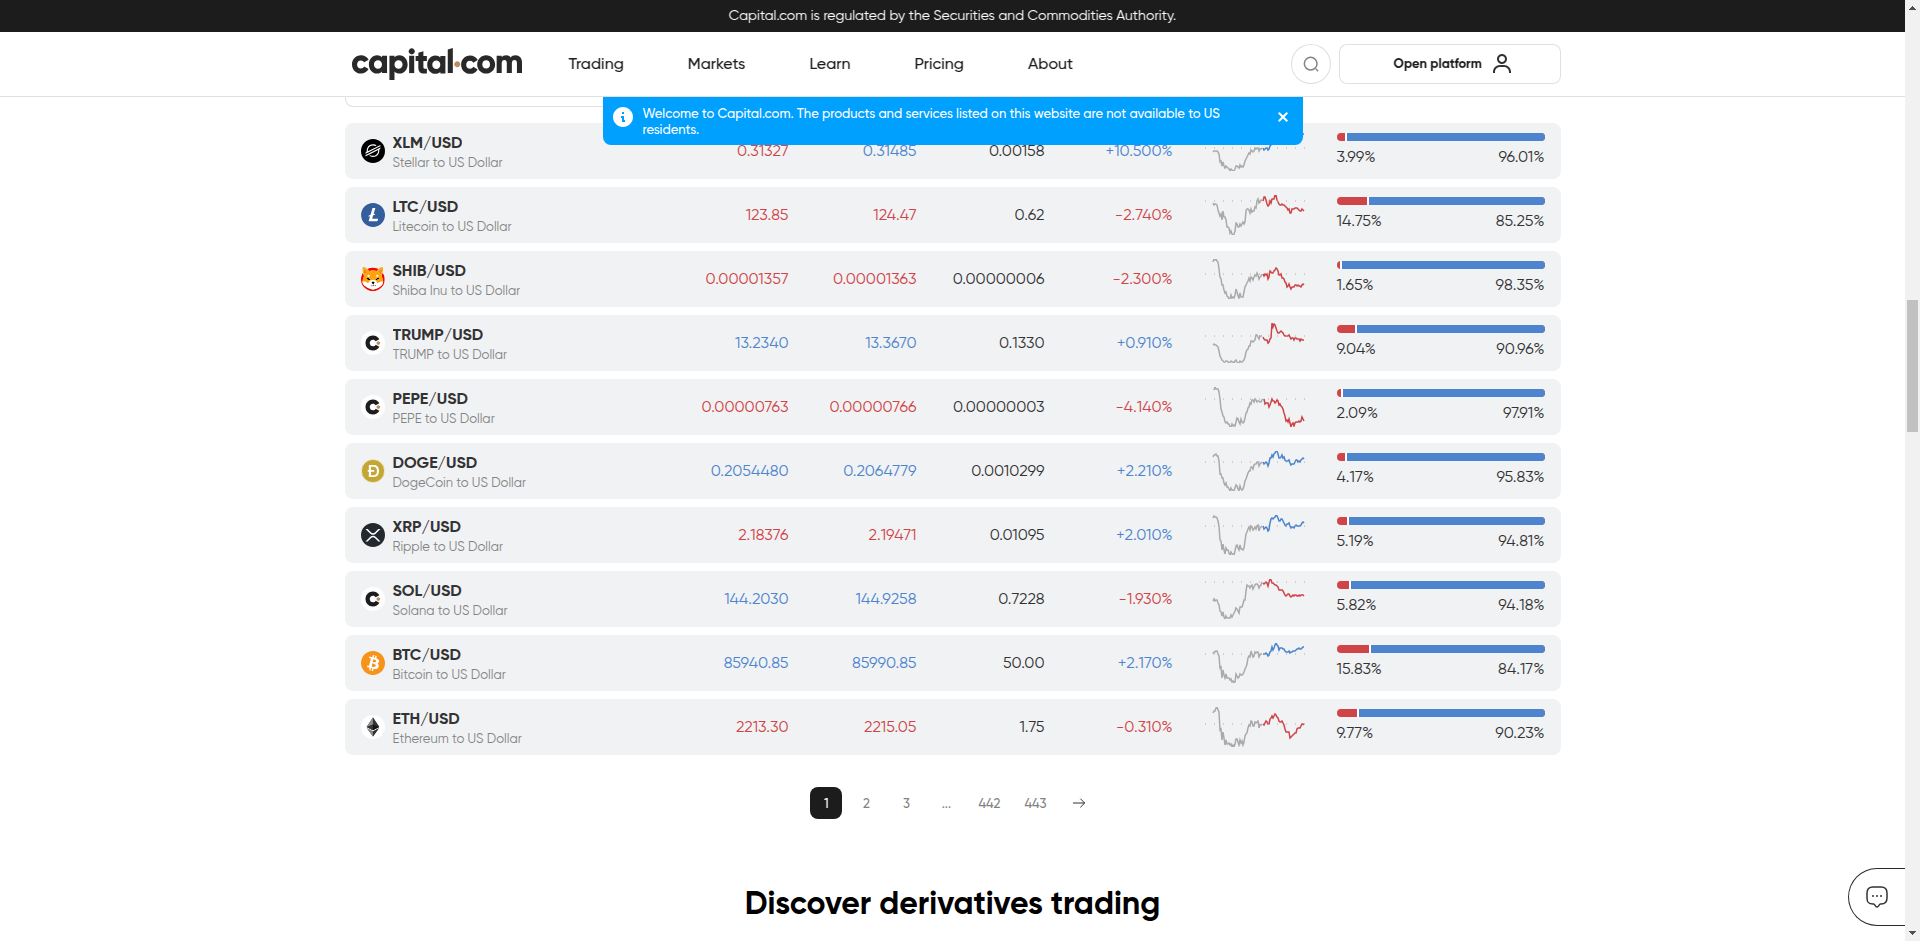 Capital.com is regulated by the Securities and Commodities Authority.
capital.com Trading Markets Learn Pricing About Open platform
Welcome to Capital.com. The products and services listed on this website are not available to US
residents.
XLM/USD
Stellar to US Dollar
0.31327 0.31485 0.00158 +10.500% 3.99% 96.01%
LTC/USD
Litecoin to US Dollar
123.85 124.47 0.62 -2.740% 14.75% 85.25%
SHIB/USD
Shiba Inu to US Dollar
0.00001357 0.00001363 0.00000006 -2.300% 1.65% 98.35%
TRUMP/USD
TRUMP to US Dollar
13.2340 13.3670 0.1330 +0.910% 9.04% 90.96%
PEPE/USD
PEPE to US Dollar
0.00000763 0.00000766 0.00000003 -4.140% 2.09% 97.91%
DOGE/USD
DogeCoin to US Dollar
0.2054480 0.2064779 0.0010299 +2.210% 4.17% 95.83%
XRP/USD
Ripple to US Dollar
2.18376 2.19471 0.01095 +2.010% 5.19% 94.81%
SOL/USD
Solana to US Dollar
144.2030 144.9258 0.7228 -1.930% 5.82% 94.18%
BTC/USD
Bitcoin to US Dollar
85940.85 85990.85 50.00 +2.170% 15.83% 84.17%
ETH/USD
Ethereum to US Dollar
2213.30 2215.05 1.75 -0.310% 9.77% 90.23%
1 2 3 ... 442 443
Discover derivatives trading